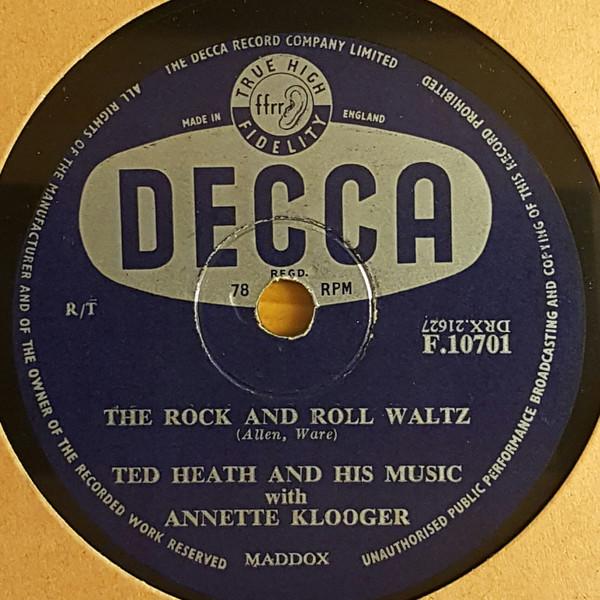 THE DECCA RECORD COMPANY LIMITED
ALL RIGHTS OF THE MANUFACTURER AND OF THE OWNER OF THE RECORDED WORK RESERVED
UNAUTHORISED PUBLIC PERFORMANCE BROADCASTING AND COPYING OF THIS RECORD PROHIBITED
TRUE HIGH
ffrr
FIDELITY
MADE IN ENGLAND
DECCA
REGD.
78 RPM
R/T
DRX.21627
F.10701
THE ROCK AND ROLL WALTZ
(Allen, Ware)
TED HEATH AND HIS MUSIC
with
ANNETTE KLOOGER
MADDOX